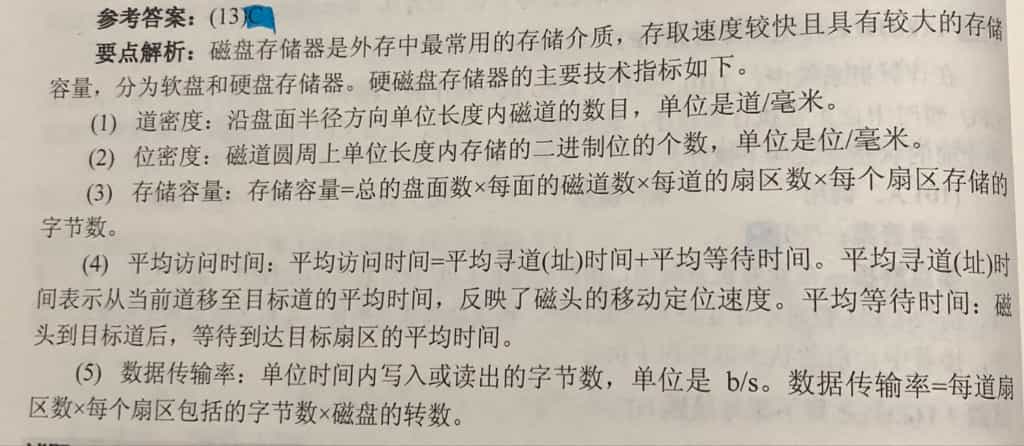 参考答案：(13)C
要点解析：磁盘存储器是外存中最常用的存储介质，存取速度较快且具有较大的存储
容量，分为软盘和硬盘存储器。硬磁盘存储器的主要技术指标如下。
(1) 道密度：沿盘面半径方向单位长度内磁道的数目，单位是道/毫米。
(2) 位密度：磁道圆周上单位长度内存储的二进制位的个数，单位是位/毫米。
(3) 存储容量：存储容量=总的盘面数×每面的磁道数×每道的扇区数×每个扇区存储的
字节数。
(4) 平均访问时间：平均访问时间=平均寻道(址)时间+平均等待时间。平均寻道(址)时
间表示从当前道移至目标道的平均时间，反映了磁头的移动定位速度。平均等待时间：磁
头到目标道后，等待到达目标扇区的平均时间。
(5) 数据传输率：单位时间内写入或读出的字节数，单位是 b/s。数据传输率=每道扇
区数×每个扇区包括的字节数×磁盘的转数。